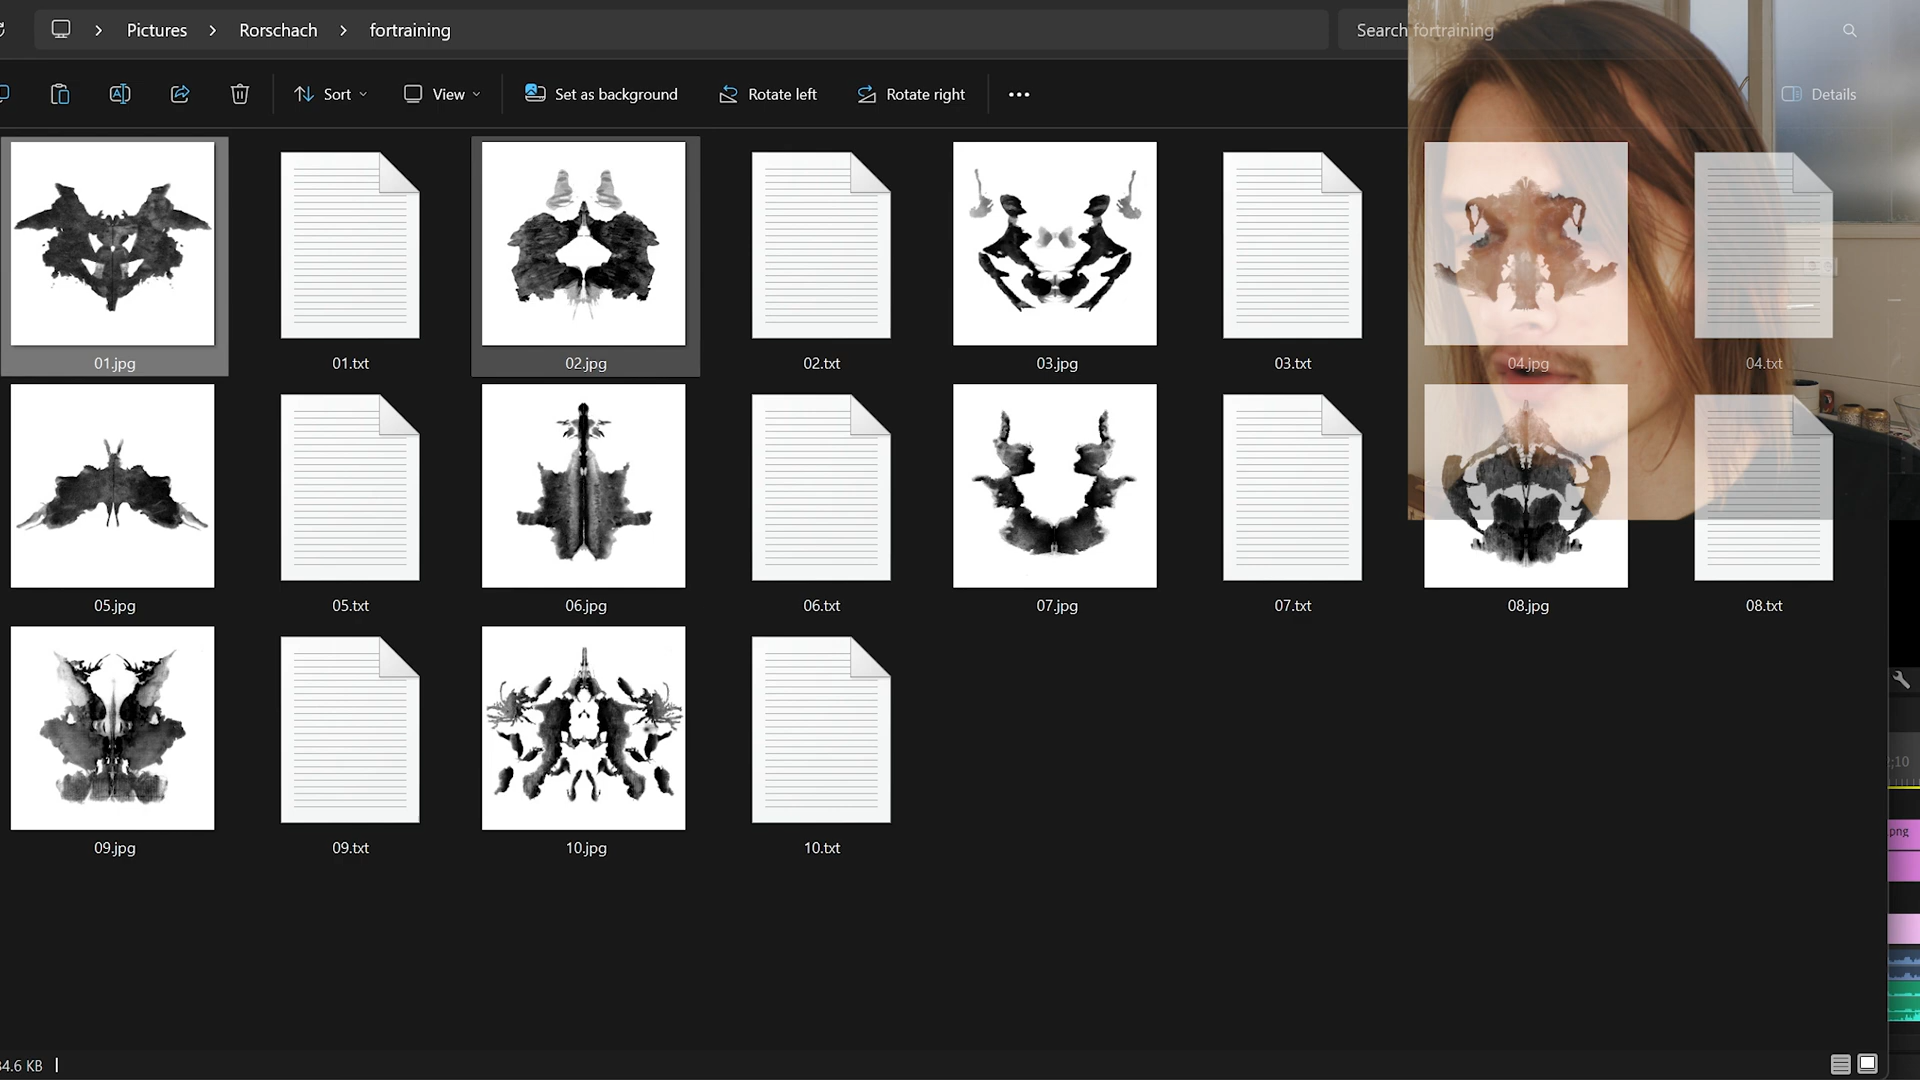 Pictures > Rorschach > fortraining
Search fortraining
Sort
View
Set as background
Rotate left
Rotate right
Details
01.jpg
01.txt
02.jpg
02.txt
03.jpg
03.txt
04.jpg
04.txt
05.jpg
05.txt
06.jpg
06.txt
07.jpg
07.txt
08.jpg
08.txt
09.jpg
09.txt
10.jpg
10.txt
;10
png
34.6 KB